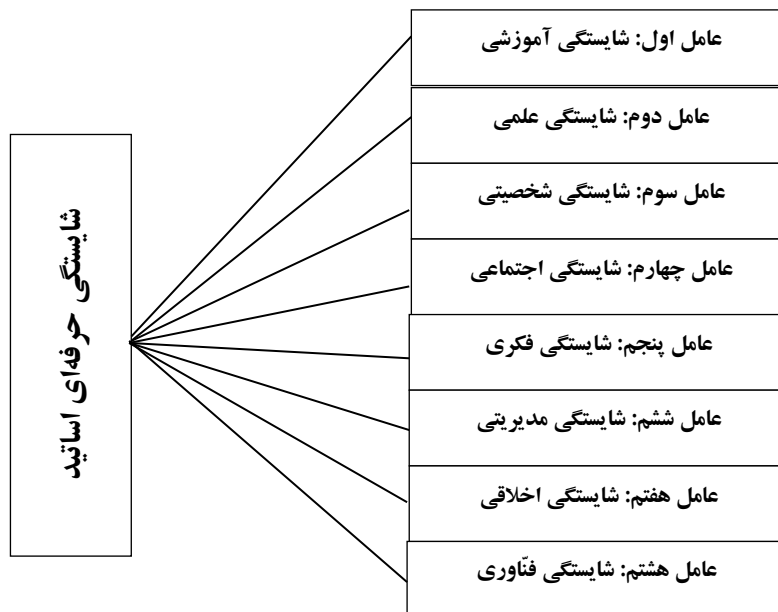 عامل اول: شایستگی آموزشی
عامل دوم: شایستگی علمی
عامل سوم: شایستگی شخصیتی
عامل چهارم: شایستگی اجتماعی
عامل پنجم: شایستگی فکری
عامل ششم: شایستگی مدیریتی
عامل هفتم: شایستگی اخلاقی
عامل هشتم: شایستگی فنّاوری
شایستگی حرفه‌ای اساتید